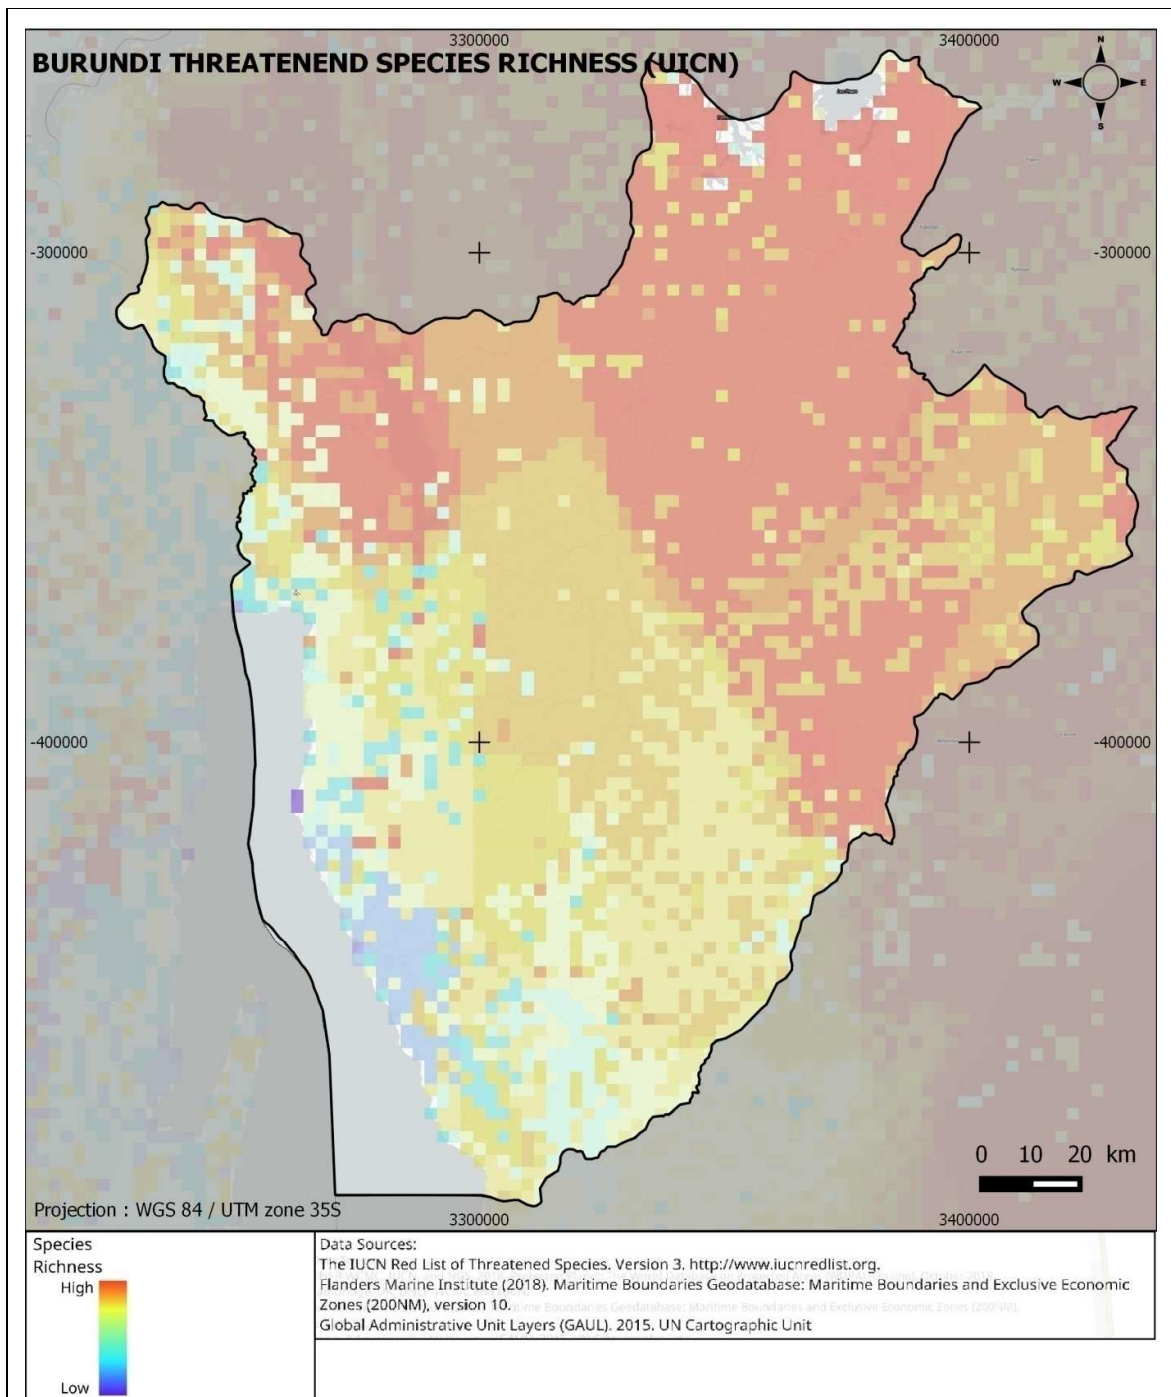 BURUNDI THREATENEND SPECIES RICHNESS (UICN)
3300000
3400000
N
W
E
S
-300000
-300000
-400000
-400000
0 10 20 km
Projection : WGS 84 / UTM zone 35S
3300000
3400000
Species
Richness
High
Low
Data Sources:
The IUCN Red List of Threatened Species. Version 3. http://www.iucnredlist.org.
Flanders Marine Institute (2018). Maritime Boundaries Geodatabase: Maritime Boundaries and Exclusive Economic
Zones (200NM), version 10.
Global Administrative Unit Layers (GAUL). 2015. UN Cartographic Unit